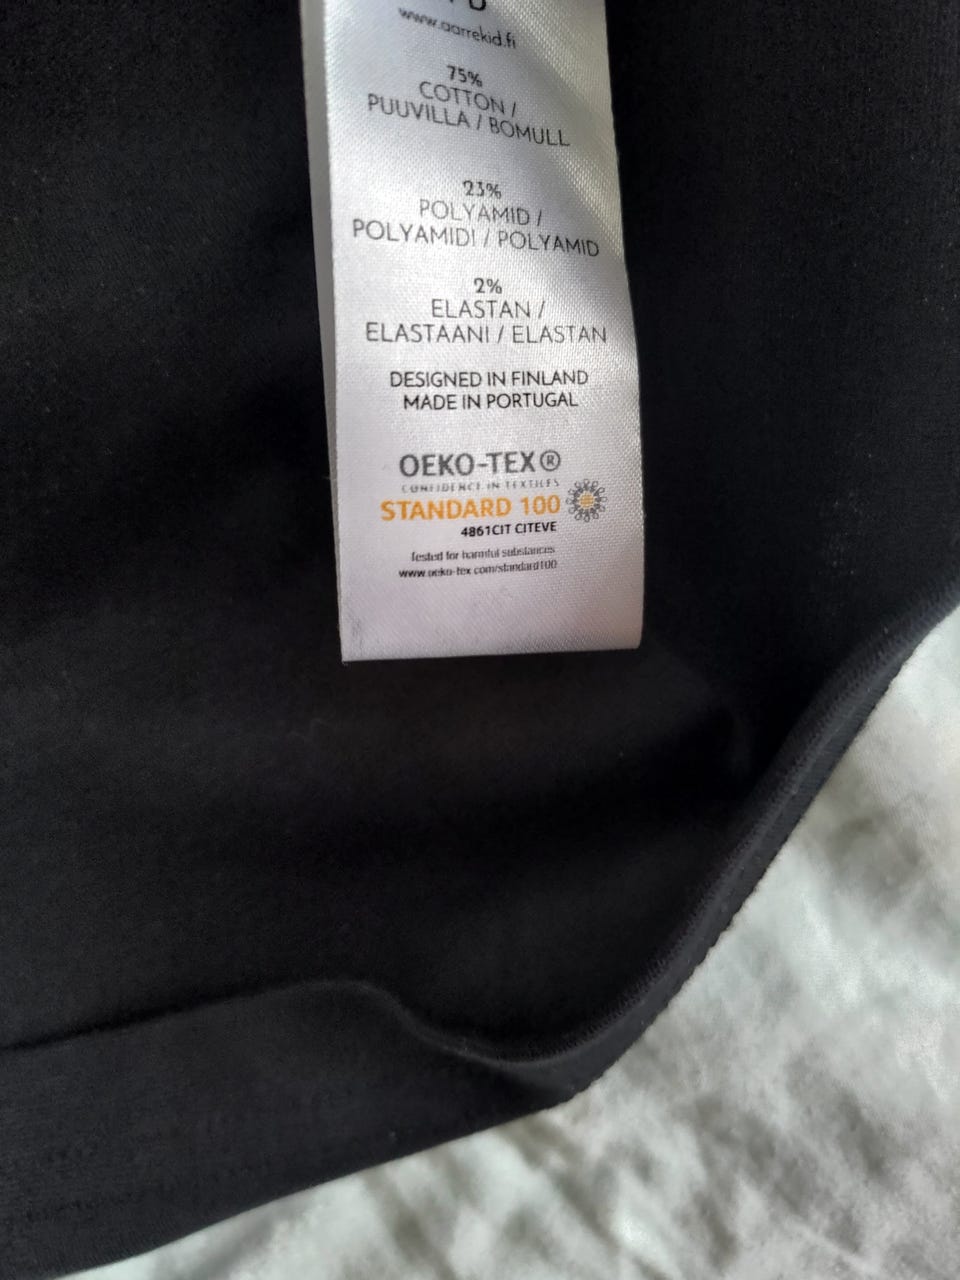 www.aarrekid.fi
75%
COTTON /
PUUVILLA / BOMULL
23%
POLYAMID /
POLYAMIDI / POLYAMID
2%
ELASTAN /
ELASTAANI / ELASTAN
DESIGNED IN FINLAND
MADE IN PORTUGAL
OEKO-TEX®
CONFIDENCE IN TEXTILES
STANDARD 100
4861CIT CITEVE
Tested for harmful substances
www.oeko-tex.com/standard100